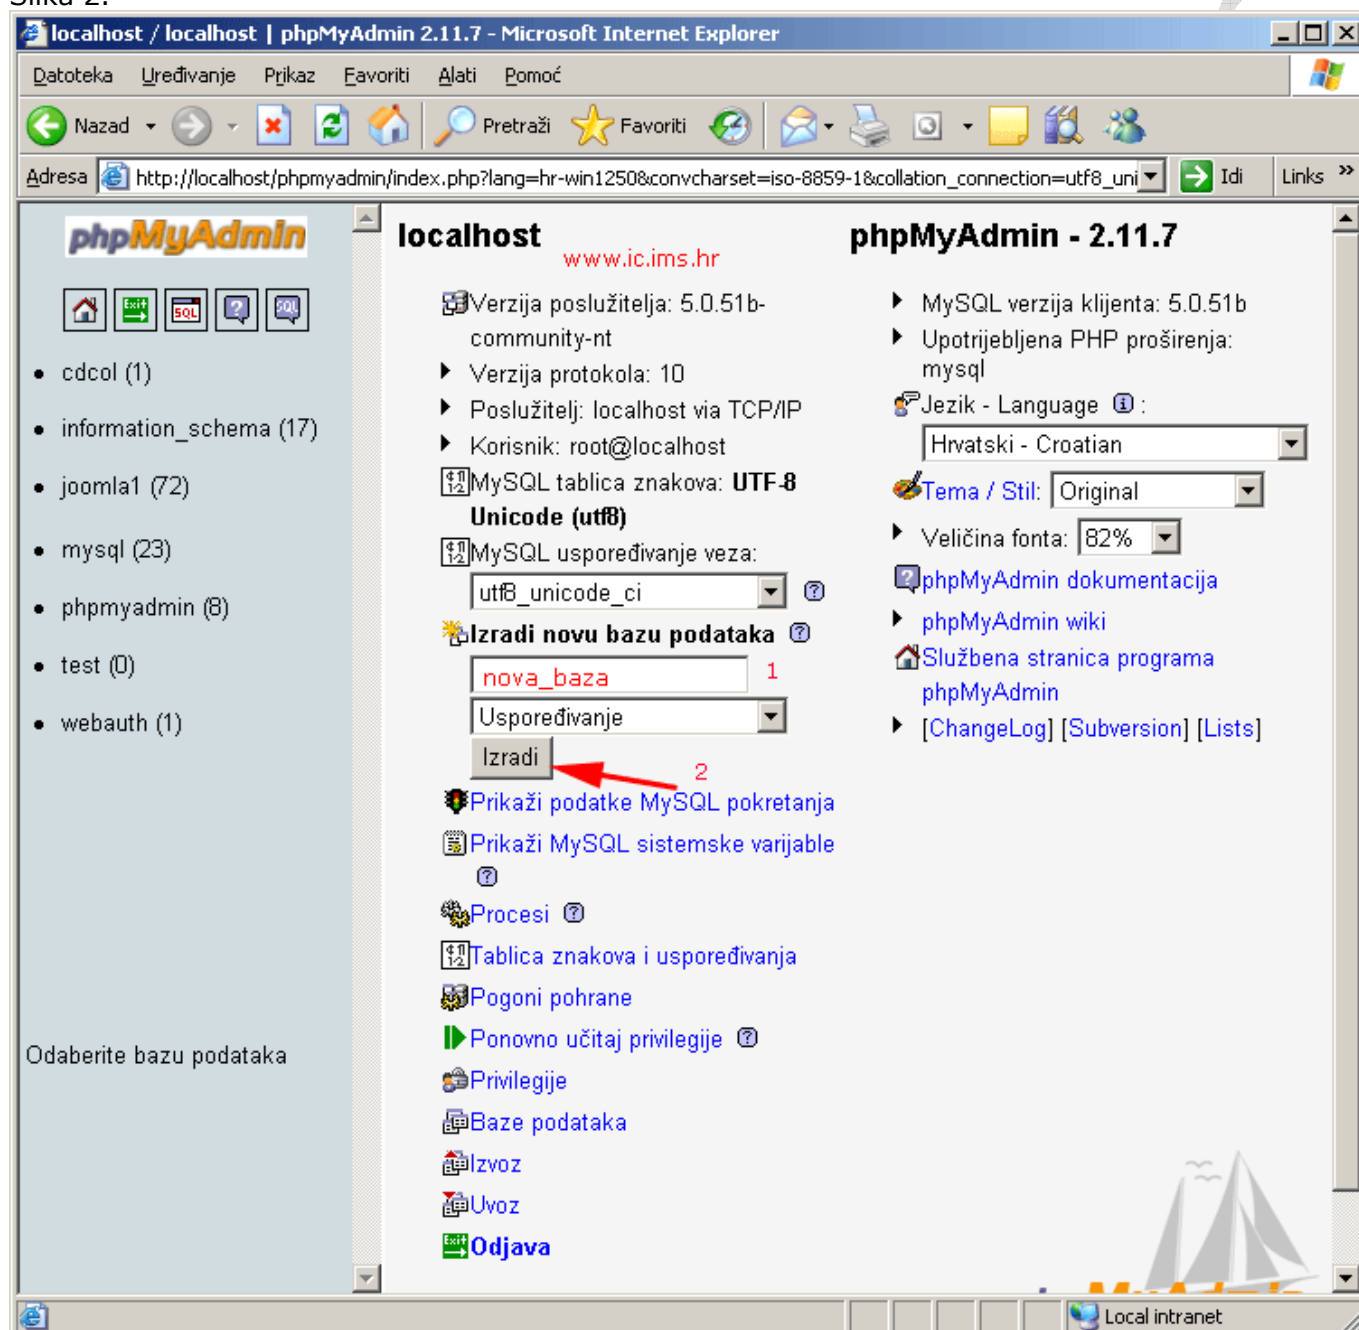 Slika 2.
localhost / localhost | phpMyAdmin 2.11.7 - Microsoft Internet Explorer
Datoteka Uređivanje Prikaz Favoriti Alati Pomoć
Nazad Pretraži Favoriti
Adresa http://localhost/phpmyadmin/index.php?lang=hr-win1250&convcharset=iso-8859-1&collation_connection=utf8_uni Idi Links »
phpMyAdmin
Exit SQL SQL
cdcol (1)
information_schema (17)
joomla1 (72)
mysql (23)
phpmyadmin (8)
test (0)
webauth (1)
Odaberite bazu podataka
localhost
www.ic.ims.hr
Verzija poslužitelja: 5.0.51b-
community-nt
Verzija protokola: 10
Poslužitelj: localhost via TCP/IP
Korisnik: root@localhost
MySQL tablica znakova: UTF-8
Unicode (utf8)
MySQL uspoređivanje veza:
utf8_unicode_ci
Izradi novu bazu podataka
nova_baza 1
Uspoređivanje
Izradi 2
Prikaži podatke MySQL pokretanja
Prikaži MySQL sistemske varijable
Procesi
Tablica znakova i uspoređivanja
Pogoni pohrane
Ponovno učitaj privilegije
Privilegije
Baze podataka
Izvoz
Uvoz
Odjava
phpMyAdmin - 2.11.7
MySQL verzija klijenta: 5.0.51b
Upotrijebljena PHP proširenja:
mysql
Jezik - Language :
Hrvatski - Croatian
Tema / Stil: Original
Veličina fonta: 82%
phpMyAdmin dokumentacija
phpMyAdmin wiki
Službena stranica programa
phpMyAdmin
[ChangeLog] [Subversion] [Lists]
Local intranet